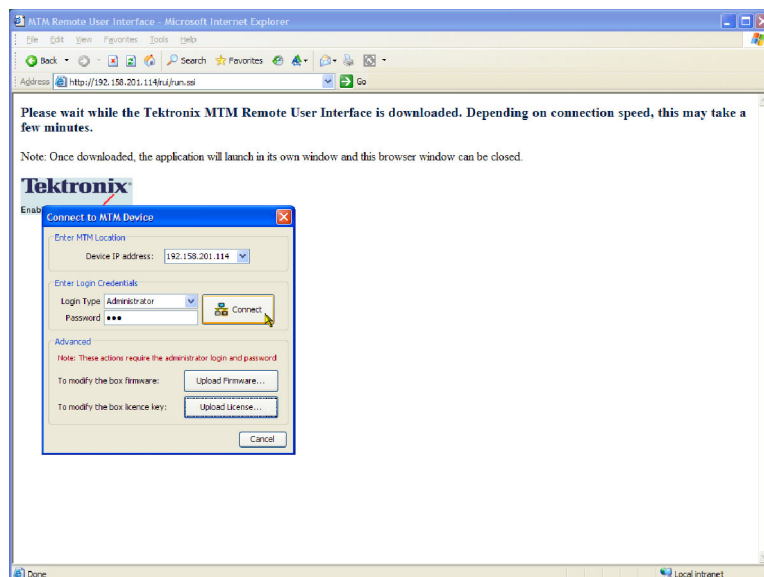 MTM Remote User Interface - Microsoft Internet Explorer
File Edit View Favorites Tools Help
Back Search Favorites
Address http://192.158.201.114/rui/run.ssi Go
Please wait while the Tektronix MTM Remote User Interface is downloaded. Depending on connection speed, this may take a
few minutes.
Note: Once downloaded, the application will launch in its own window and this browser window can be closed.
Tektronix
Enab
Connect to MTM Device
Enter MTM Location
Device IP address: 192.158.201.114
Enter Login Credentials
Login Type Administrator
Connect
Password •••
Advanced
Note: These actions require the administrator login and password
To modify the box firmware: Upload Firmware...
To modify the box licence key: Upload License...
Cancel
Done Local intranet